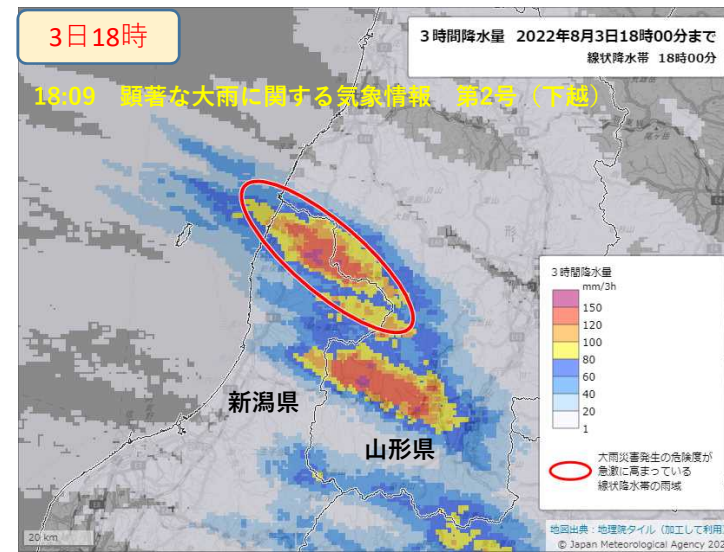 3日18時
3時間降水量 2022年8月3日18時00分まで
線状降水帯 18時00分
18:09 顕著な大雨に関する気象情報 第2号（下越）
山 形
3時間降水量
mm/3h
150
120
100
80
60
40
20
1
新潟県
山形県
大雨災害発生の危険度が
急激に高まっている
線状降水帯の雨域
20 km
地図出典：地理院タイル（加工して利用
© Japan Meteorological Agency 202